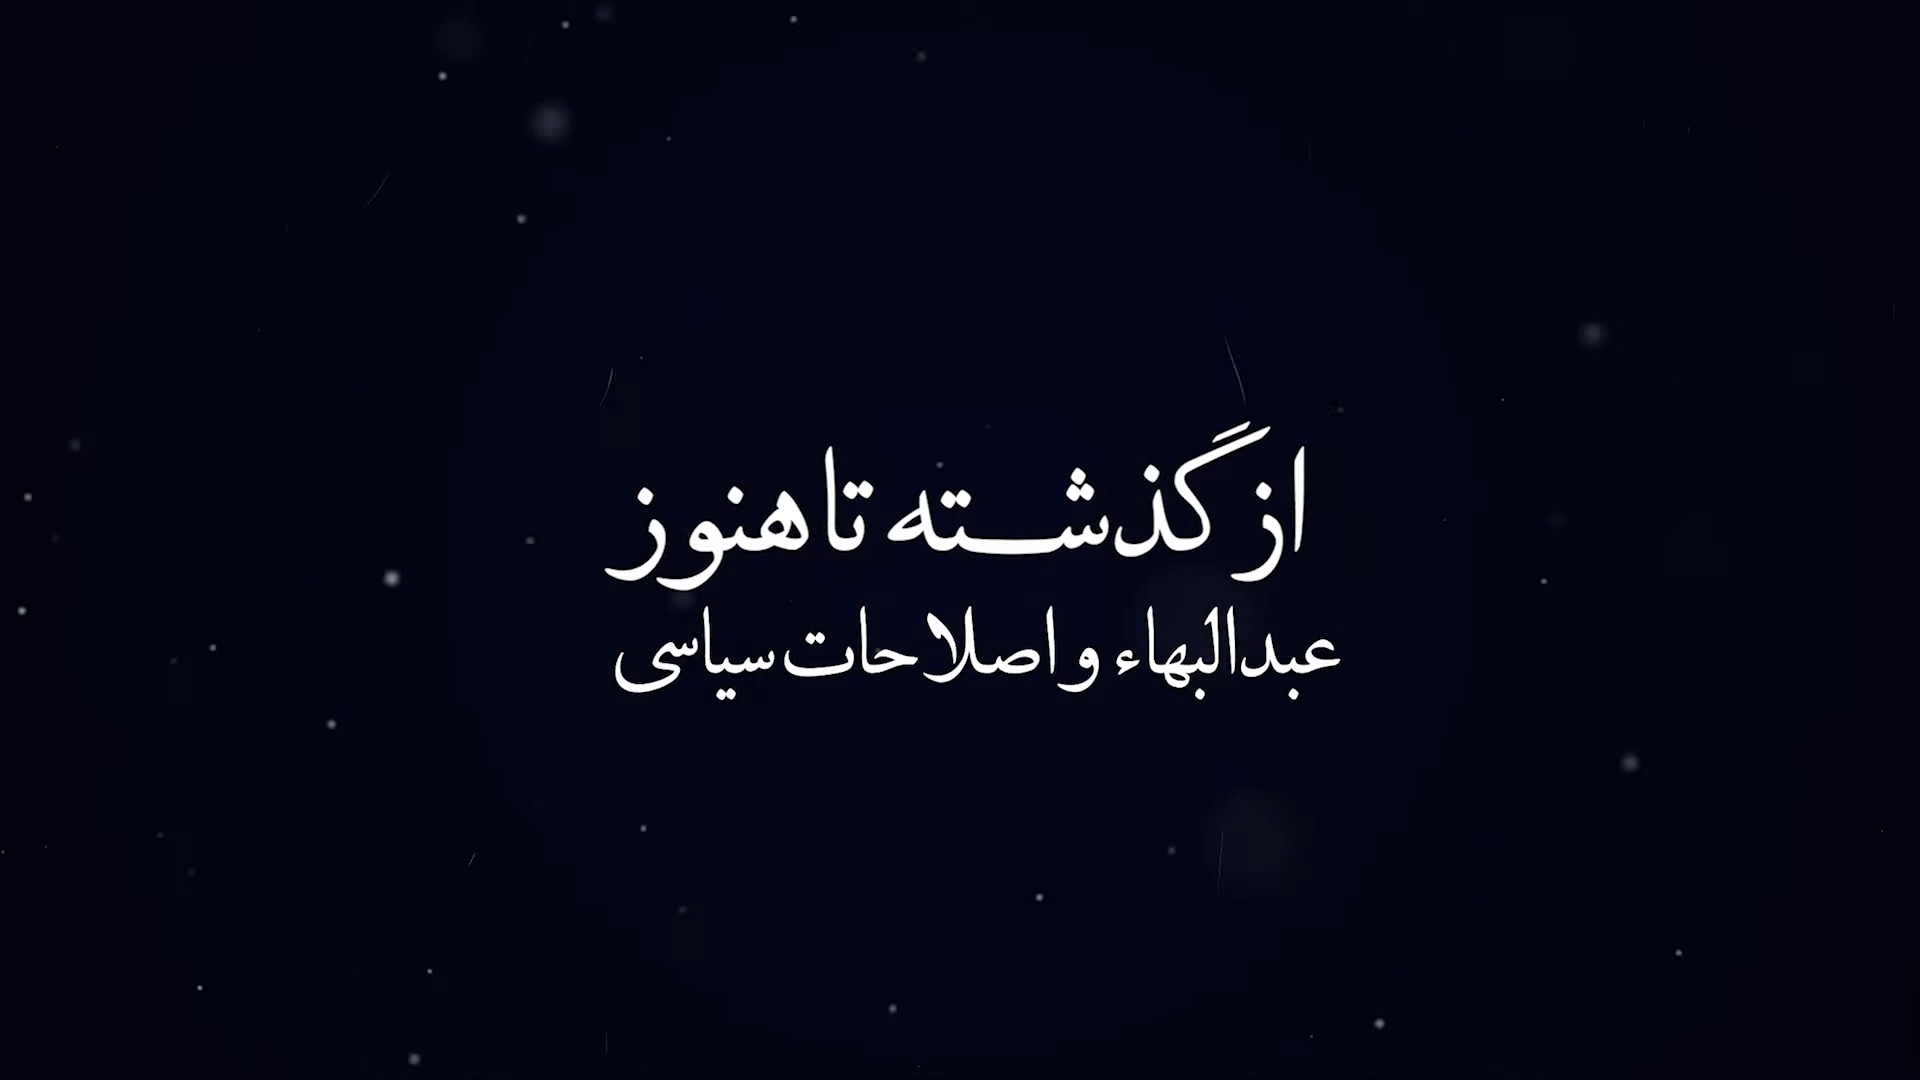 از گذشته تا هنوز
عبدالبهاء و اصلاحات سیاسی